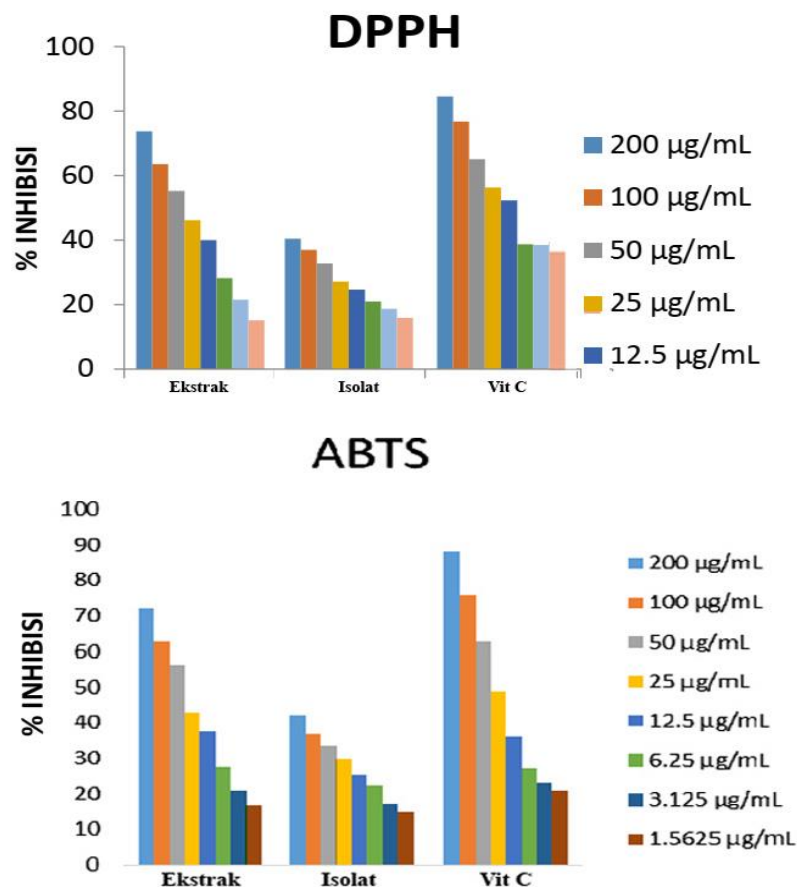 DPPH
100
80
60
40
20
0
% INHIBISI
Ekstrak
Isolat
Vit C
200 µg/mL
100 µg/mL
50 µg/mL
25 µg/mL
12.5 µg/mL
ABTS
100
90
80
70
60
50
40
30
20
10
0
% INHIBISI
Ekstrak
Isolat
Vit C
200 µg/mL
100 µg/mL
50 µg/mL
25 µg/mL
12.5 µg/mL
6.25 µg/mL
3.125 µg/mL
1.5625 µg/mL